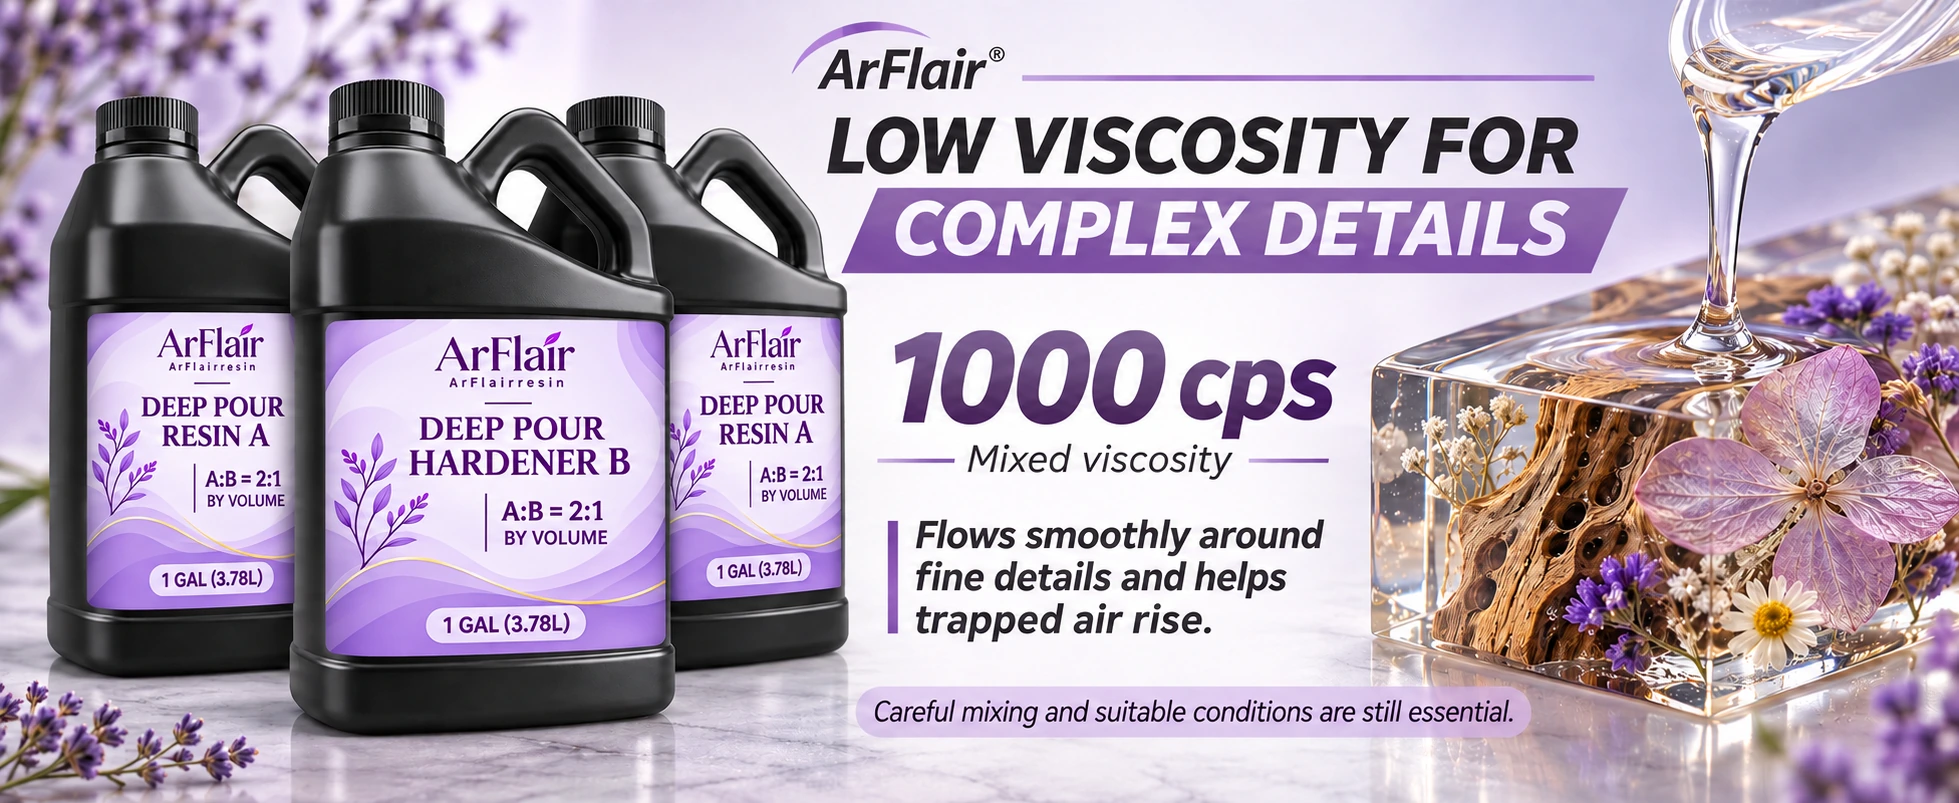 ArFlair®
LOW VISCOSITY FOR
COMPLEX DETAILS
1000 cps
Mixed viscosity
Flows smoothly around
fine details and helps
trapped air rise.
Careful mixing and suitable conditions are still essential.
ArFlair
ArFlairresin
DEEP POUR
RESIN A
A:B = 2:1
BY VOLUME
1 GAL (3.78L)
ArFlair
ArFlairresin
DEEP POUR
HARDENER B
A:B = 2:1
BY VOLUME
1 GAL (3.78L)
ArFlair
ArFlairresin
DEEP POUR
RESIN A
A:B = 2:1
BY VOLUME
1 GAL (3.78L)